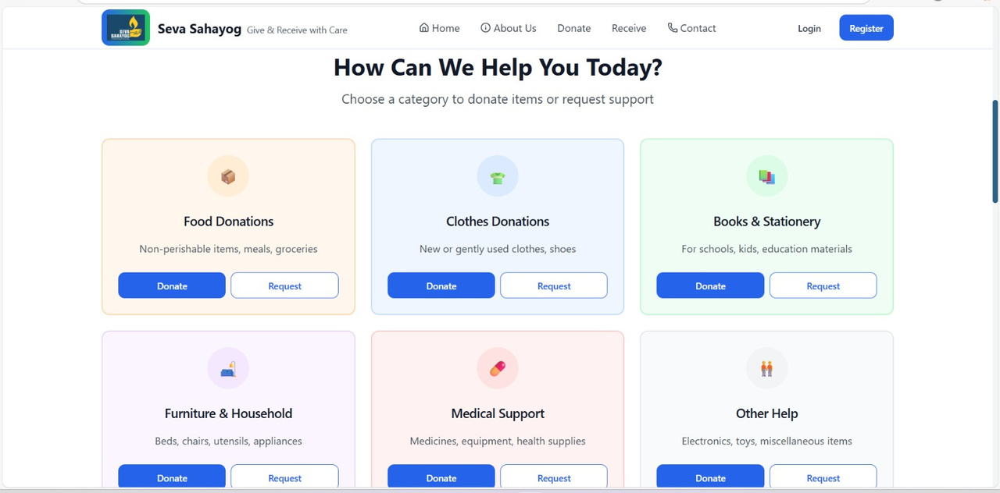 SEVA
SAHAYOG
Seva Sahayog Give & Receive with Care Home About Us Donate Receive Contact Login Register
How Can We Help You Today?
Choose a category to donate items or request support
Food Donations Clothes Donations Books & Stationery
Non-perishable items, meals, groceries New or gently used clothes, shoes For schools, kids, education materials
Donate Request Donate Request Donate Request
Furniture & Household Medical Support Other Help
Beds, chairs, utensils, appliances Medicines, equipment, health supplies Electronics, toys, miscellaneous items
Donate Request Donate Request Donate Request